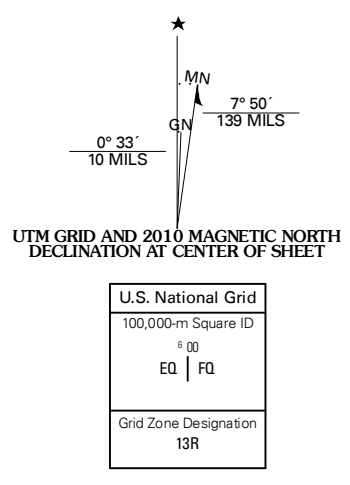 MN
GN
7° 50´
139 MILS
0° 33´
10 MILS
UTM GRID AND 2010 MAGNETIC NORTH
DECLINATION AT CENTER OF SHEET
U.S. National Grid
100,000-m Square ID
6 00
EQ FQ
Grid Zone Designation
13R